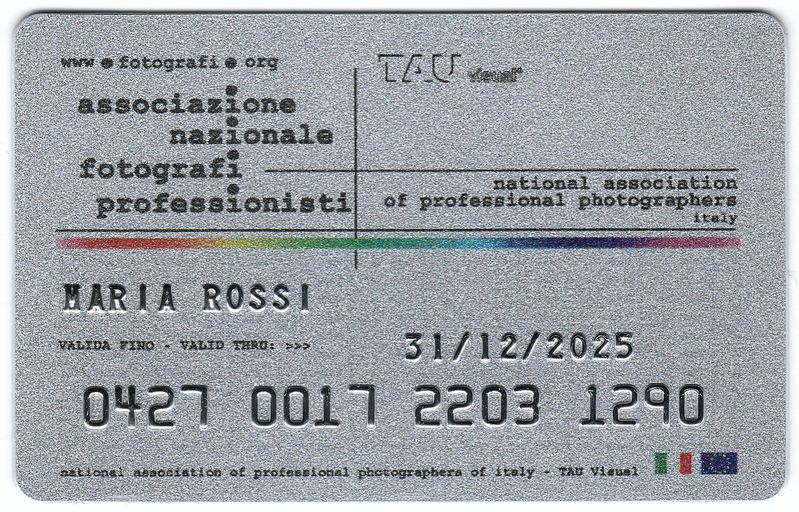 www.fotografi.org
TAU visual
associazione
nazionale
fotografi
professionisti
national association
of professional photographers
italy
MARIA ROSSI
VALIDA FINO - VALID THRU: >>>
31/12/2025
0427 0017 2203 1290
national association of professional photographers of italy - TAU Visual